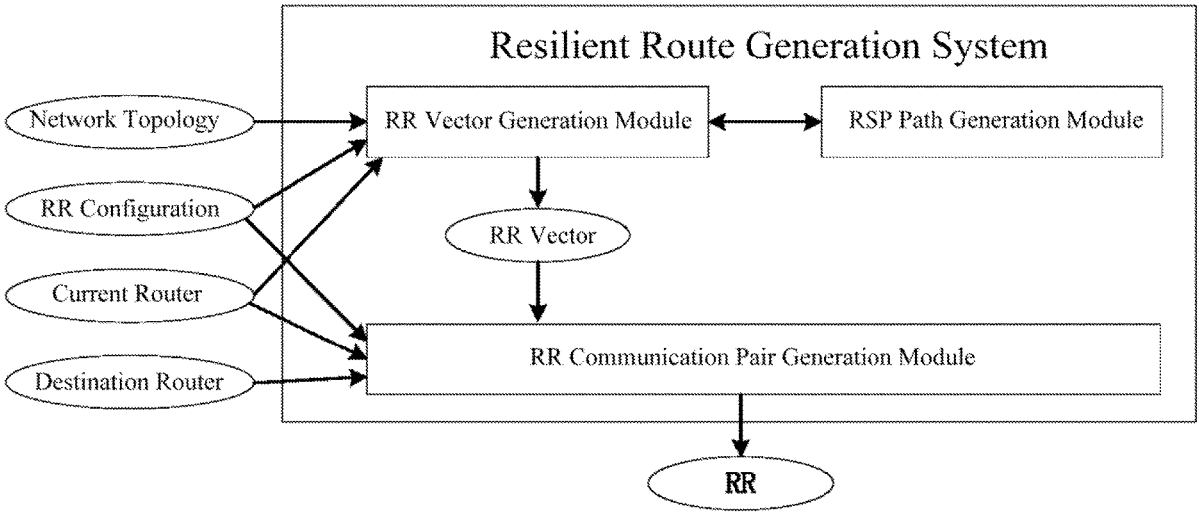 Resilient Route Generation System
Network Topology
RR Vector Generation Module
RSP Path Generation Module
RR Configuration
RR Vector
Current Router
RR Communication Pair Generation Module
Destination Router
RR